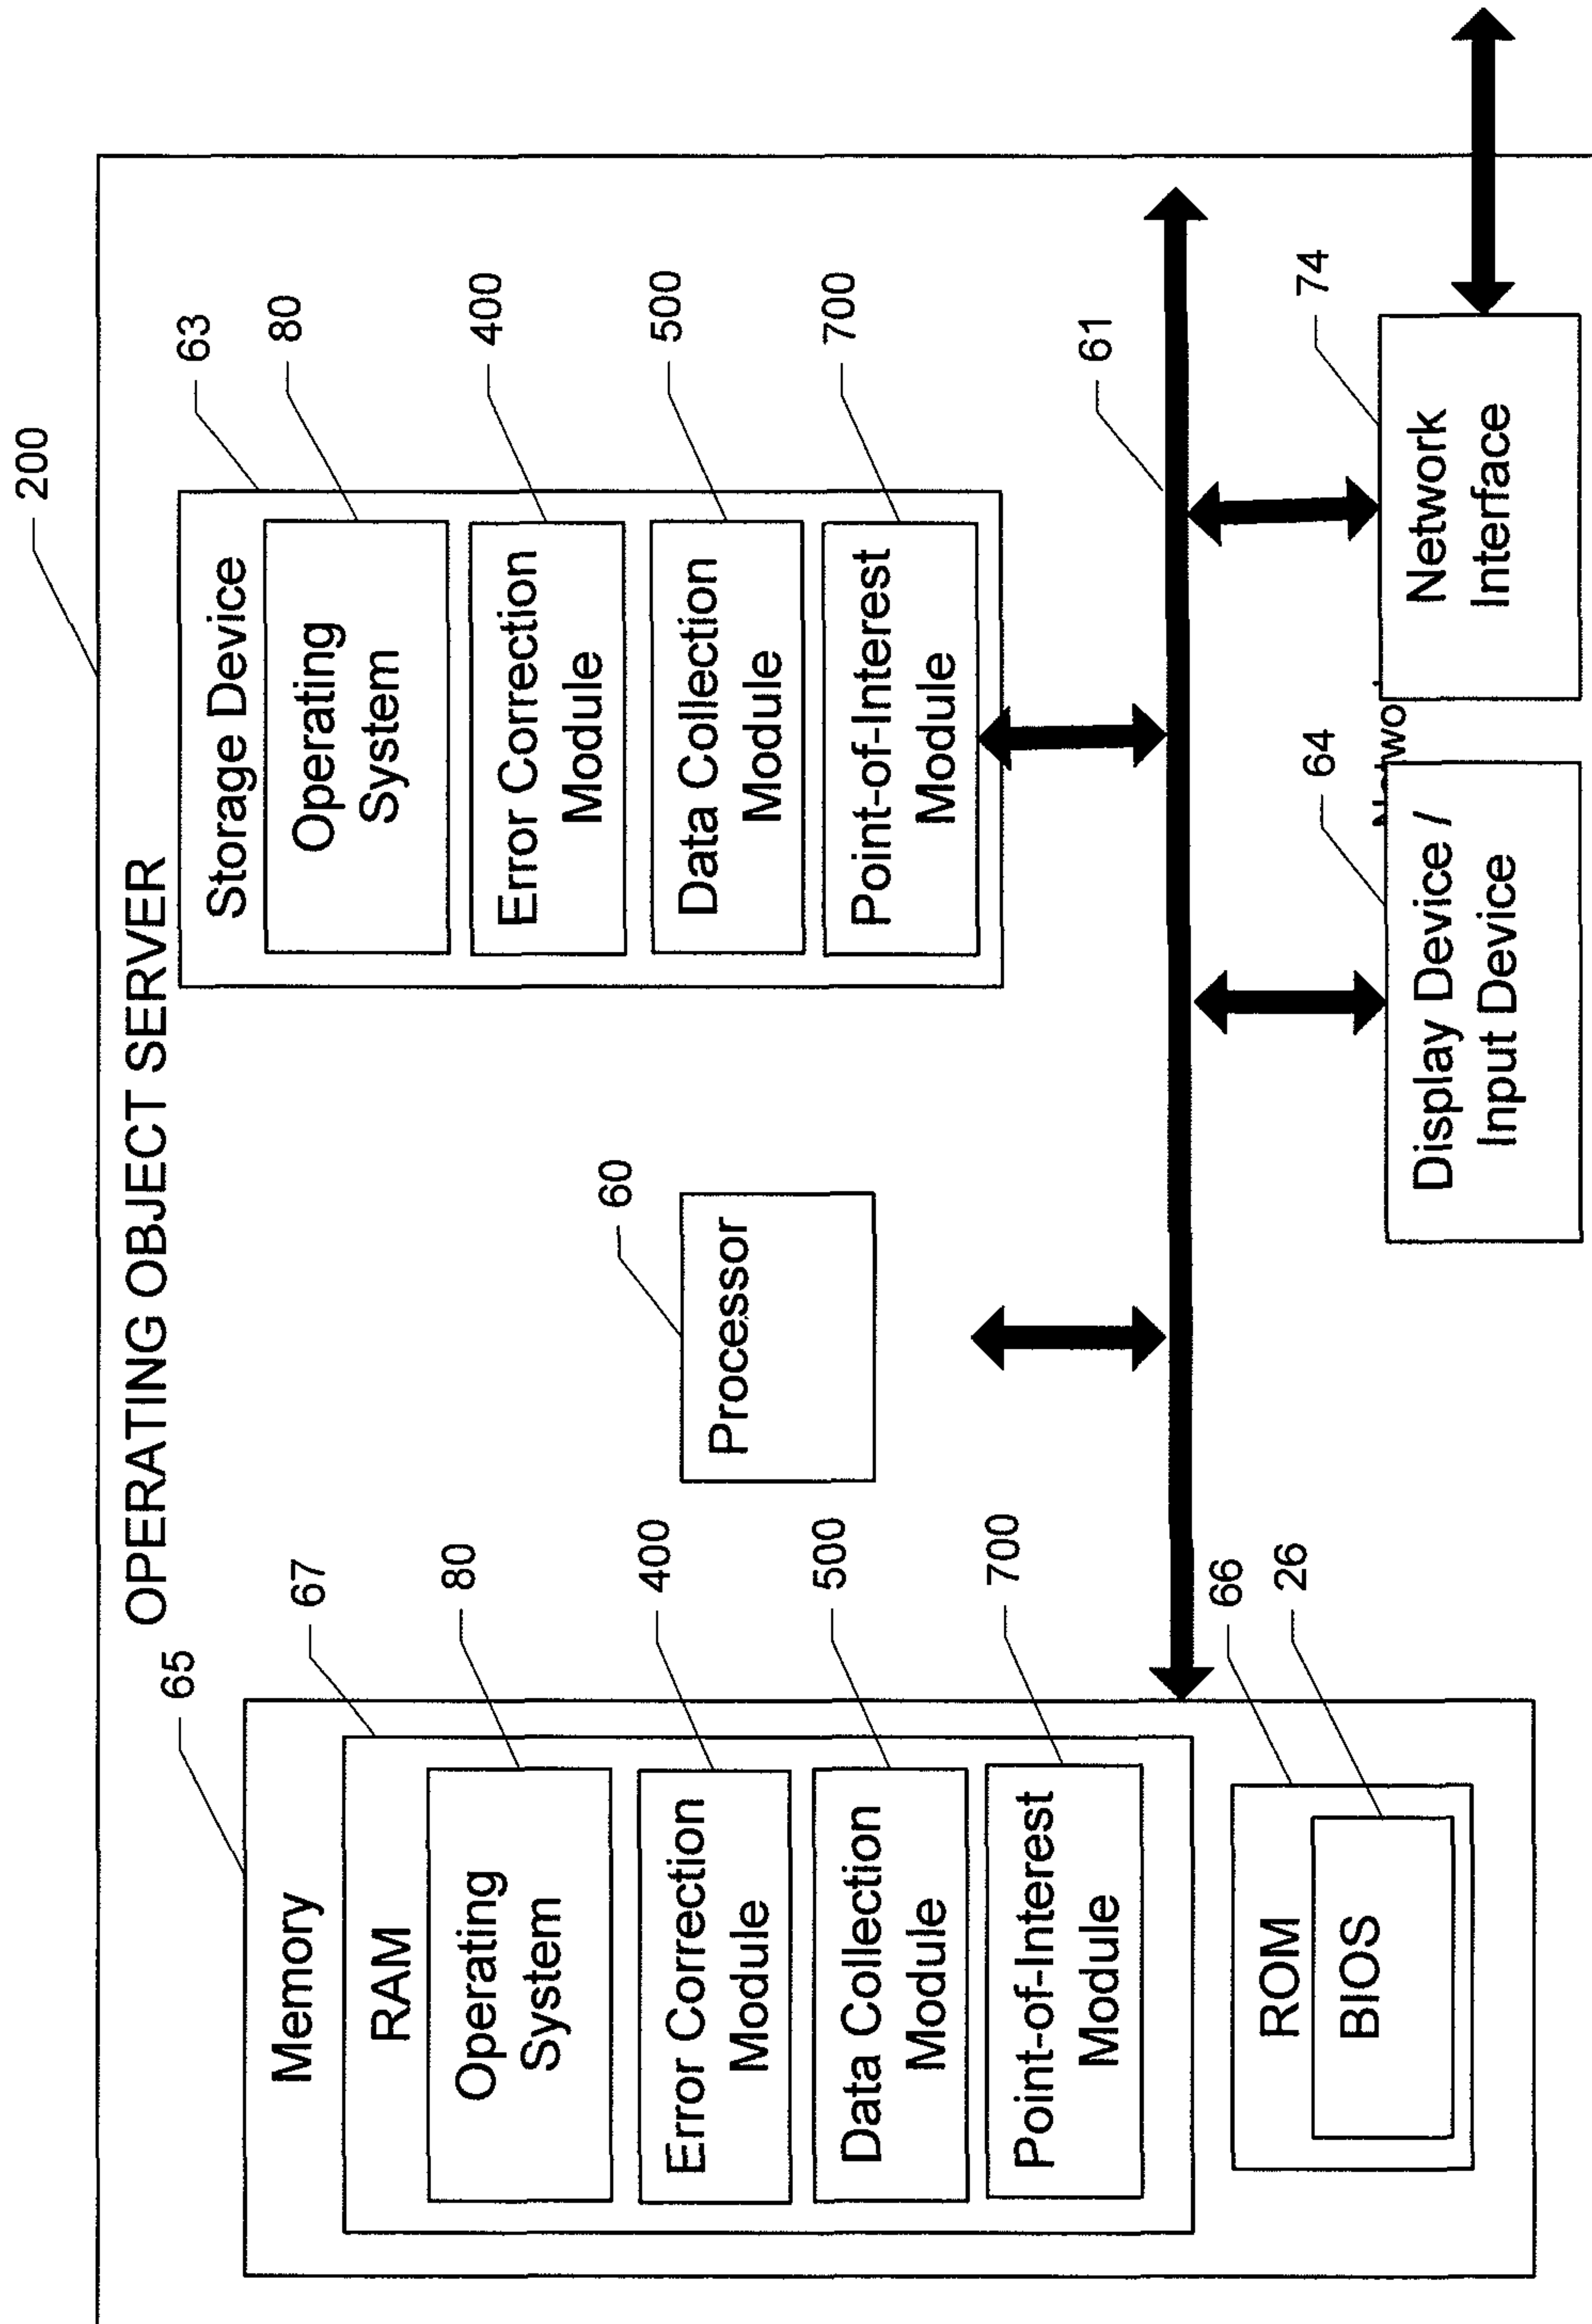 200
OPERATING OBJECT SERVER
65
Memory
67
RAM
80
Operating
System
400
Error Correction
Module
500
Data Collection
Module
700
Point-of-Interest
Module
66
ROM
26
BIOS
60
Processor
63
Storage Device
80
Operating
System
400
Error Correction
Module
500
Data Collection
Module
700
Point-of-Interest
Module
61
64
Display Device /
Input Device
74
Network
Interface